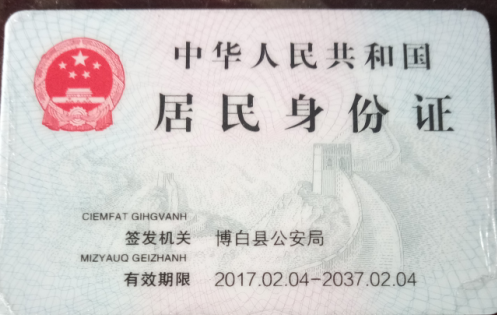 中华人民共和国
居民身份证
CIEMFAT GIHGVANH
签发机关 博白县公安局
MIZYAUQ GEIZHANH
有效期限 2017.02.04-2037.02.04